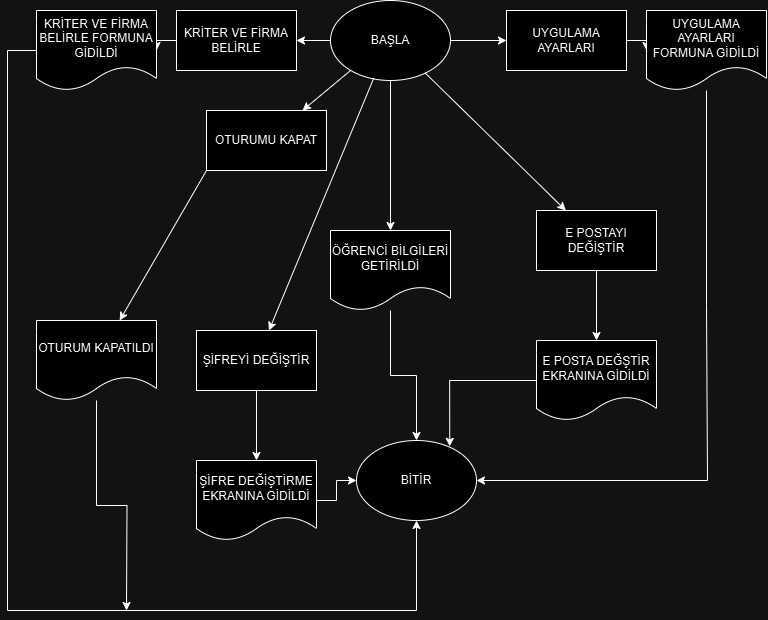 KRİTER VE FİRMA
BELİRLE FORMUNA
GİDİLDİ
KRİTER VE FİRMA
BELİRLE
BAŞLA
UYGULAMA
AYARLARI
UYGULAMA
AYARLARI
FORMUNA GİDİLDİ
OTURUMU KAPAT
ÖĞRENCİ BİLGİLERİ
GETİRİLDİ
E POSTAYI
DEĞİŞTİR
OTURUM KAPATILDI
ŞİFREYİ DEĞİŞTİR
E POSTA DEĞŞTİR
EKRANINA GİDİLDİ
ŞİFRE DEĞİŞTİRME
EKRANINA GİDİLDİ
BİTİR